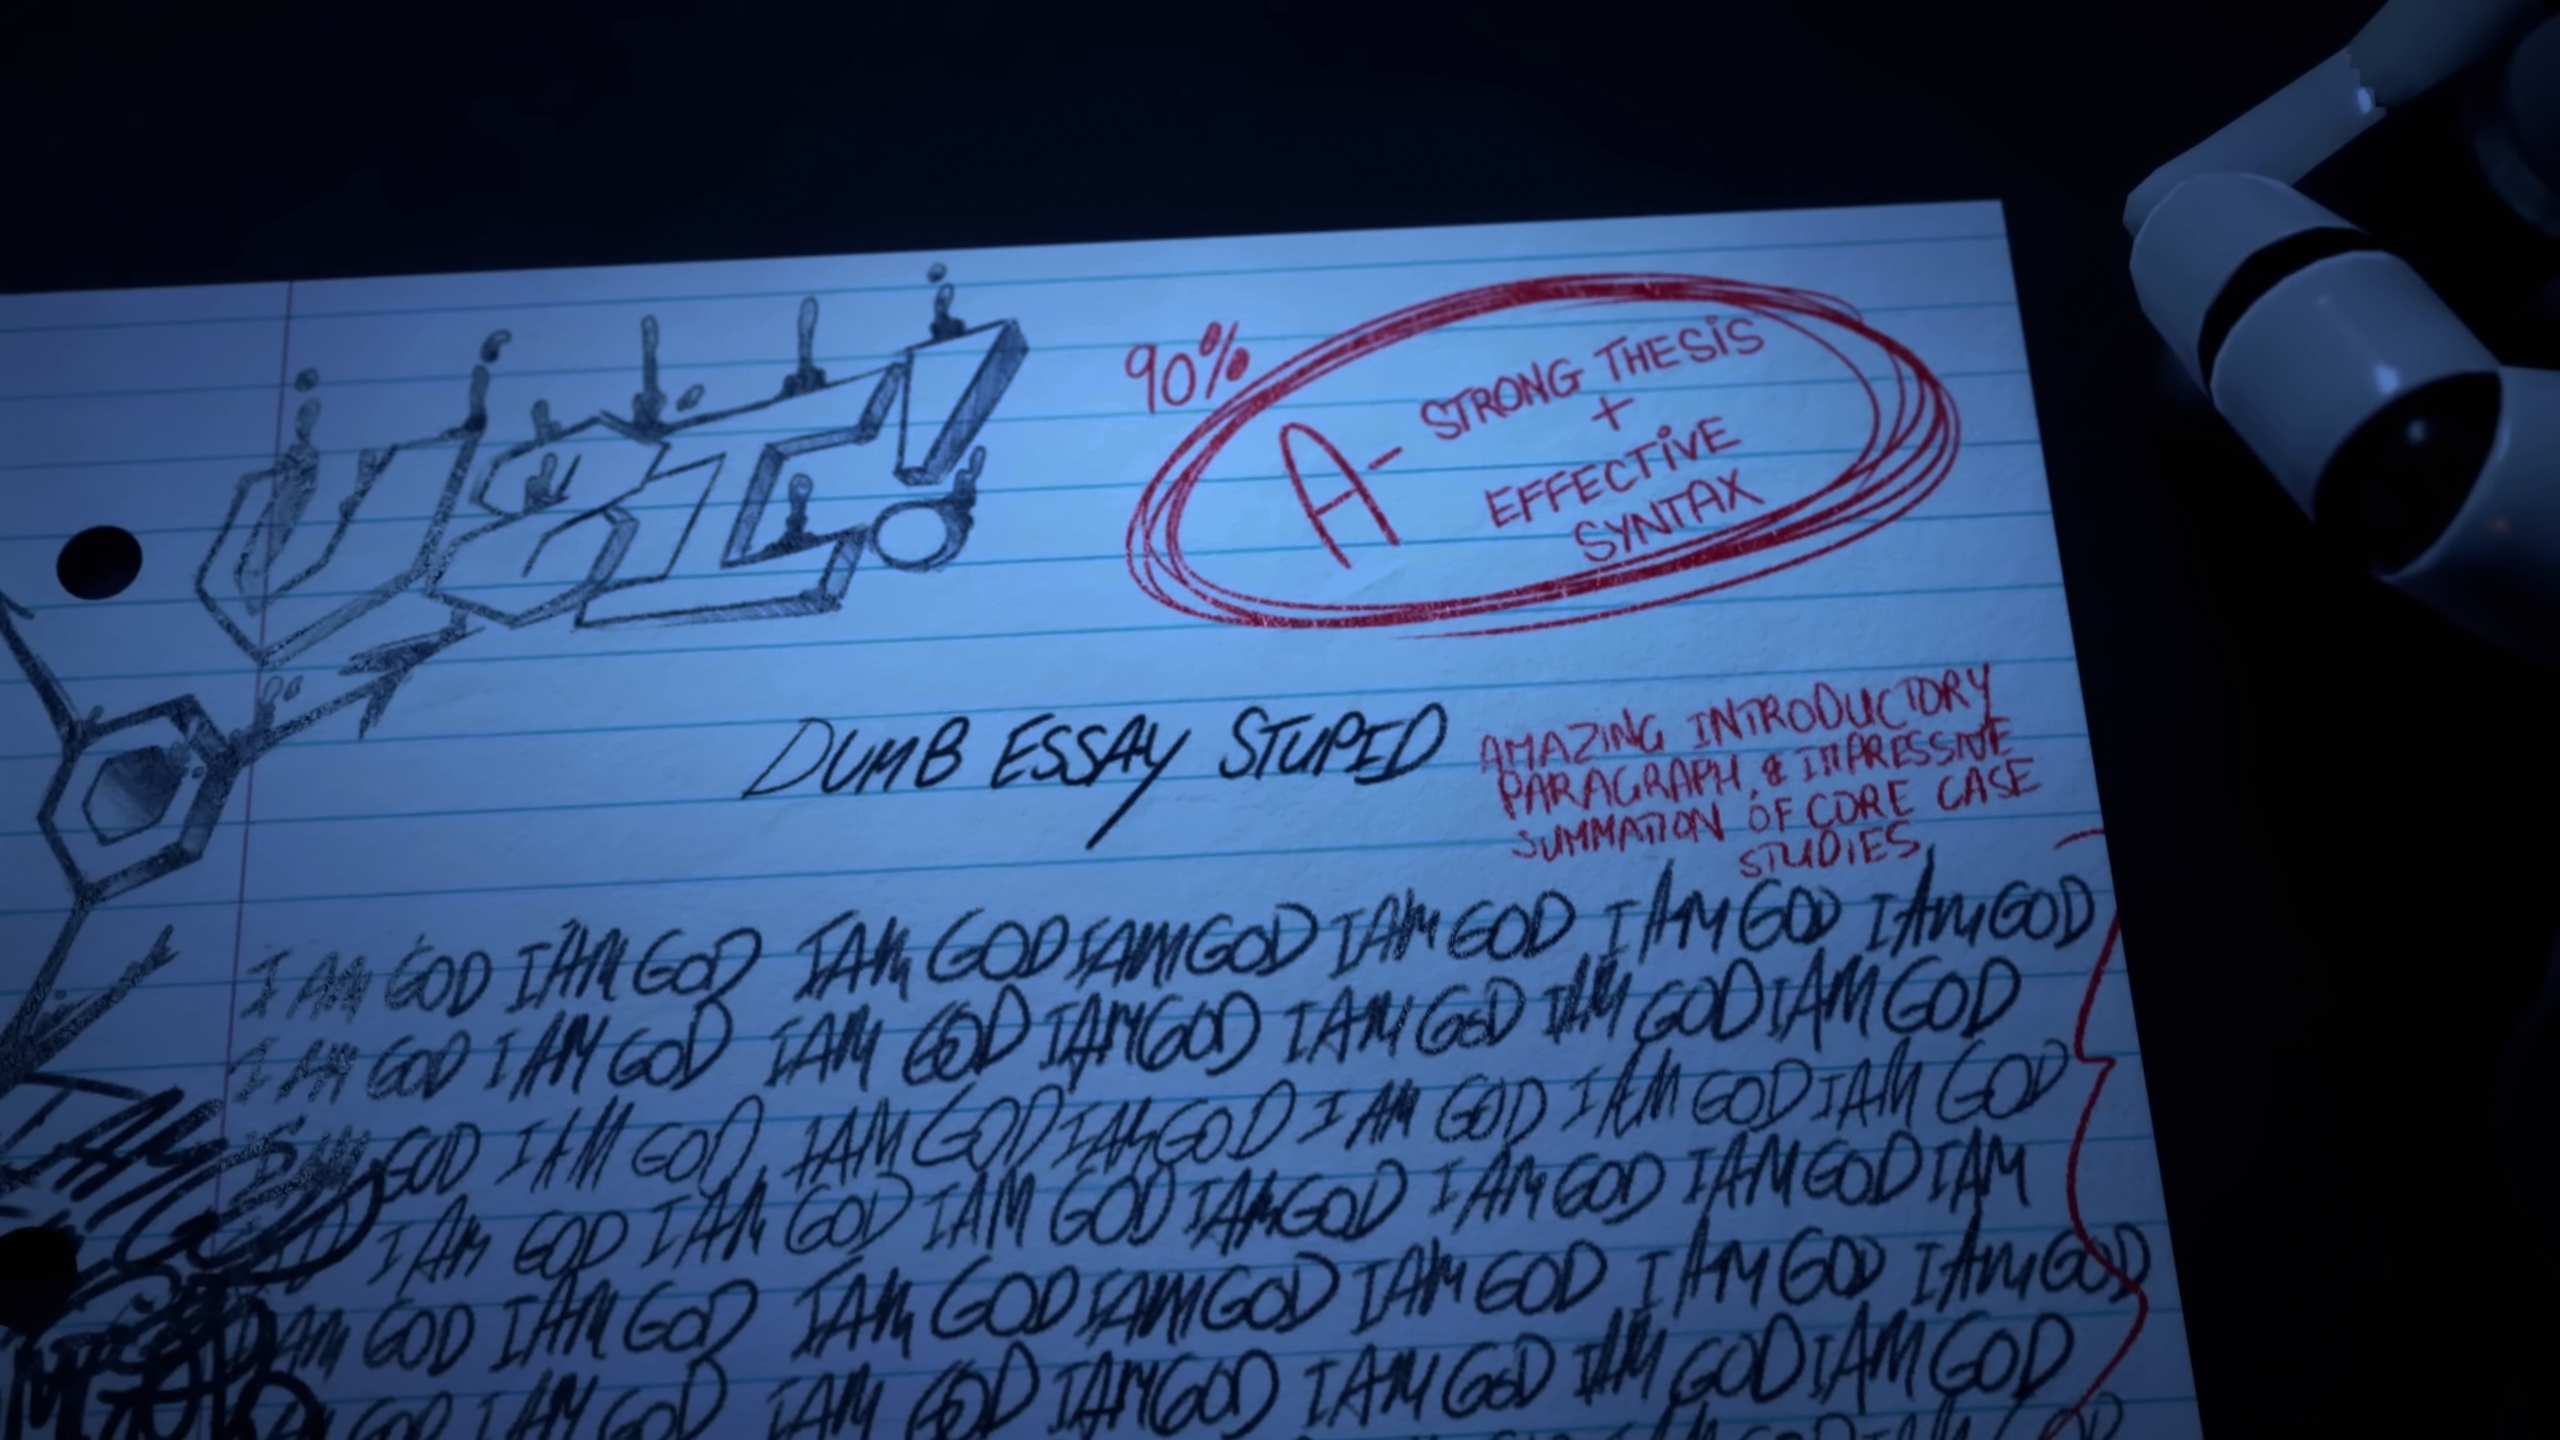 UZI!
90%
A- STRONG THESIS
+
EFFECTIVE
SYNTAX
DUMB ESSAY STUPID
AMAZING INTRODUCTORY
PARAGRAPH, & IMPRESSIVE
SUMMATION OF CORE CASE
STUDIES
I AM GOD I AM GOD I AM GOD I AM GOD I AM GOD I AM GOD I AM GOD
I AM GOD I AM GOD I AM GOD I AM GOD I AM GOD I AM GOD I AM GOD
I AM GOD I AM GOD I AM GOD I AM GOD I AM GOD I AM GOD I AM GOD
I AM GOD I AM GOD I AM GOD I AM GOD I AM GOD I AM GOD I AM
I AM GOD I AM GOD I AM GOD I AM GOD I AM GOD I AM GOD I AM GOD
I AM GOD I AM GOD I AM GOD I AM GOD I AM GOD I AM GOD I AM GOD
I AM
GOD